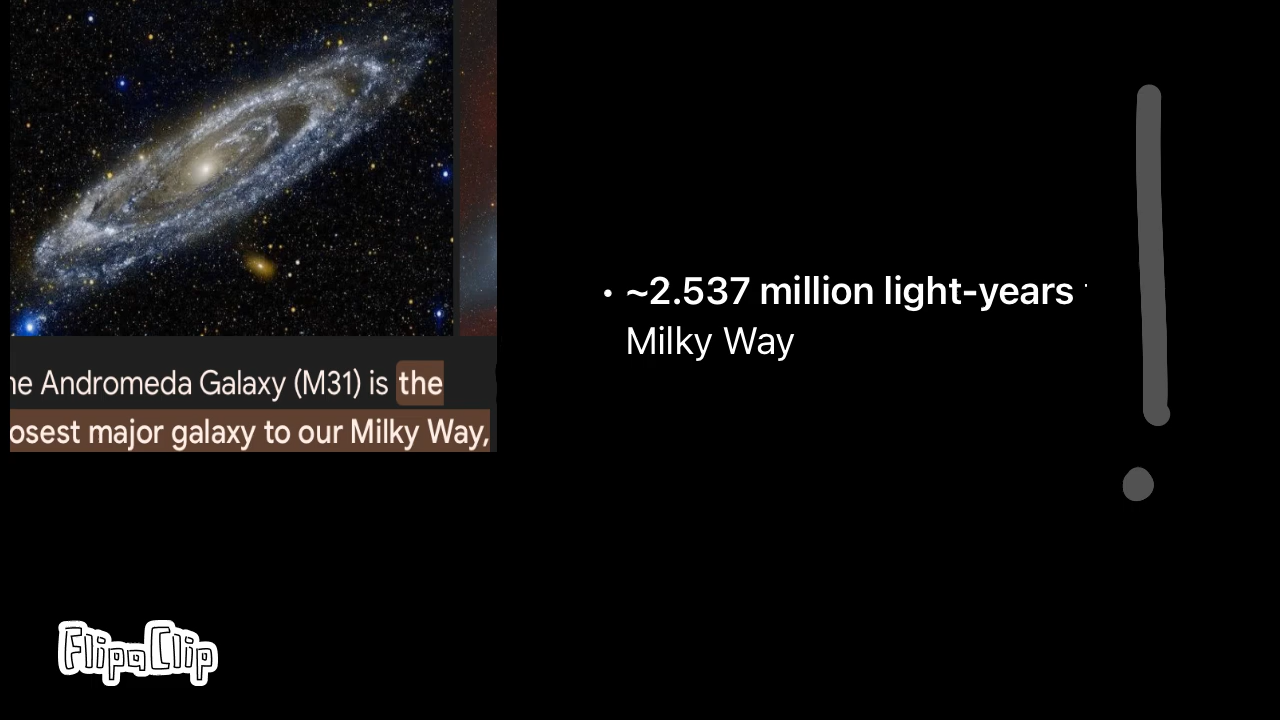 he Andromeda Galaxy (M31) is the
osest major galaxy to our Milky Way,
• ~2.537 million light-years
Milky Way
!
FlipaClip